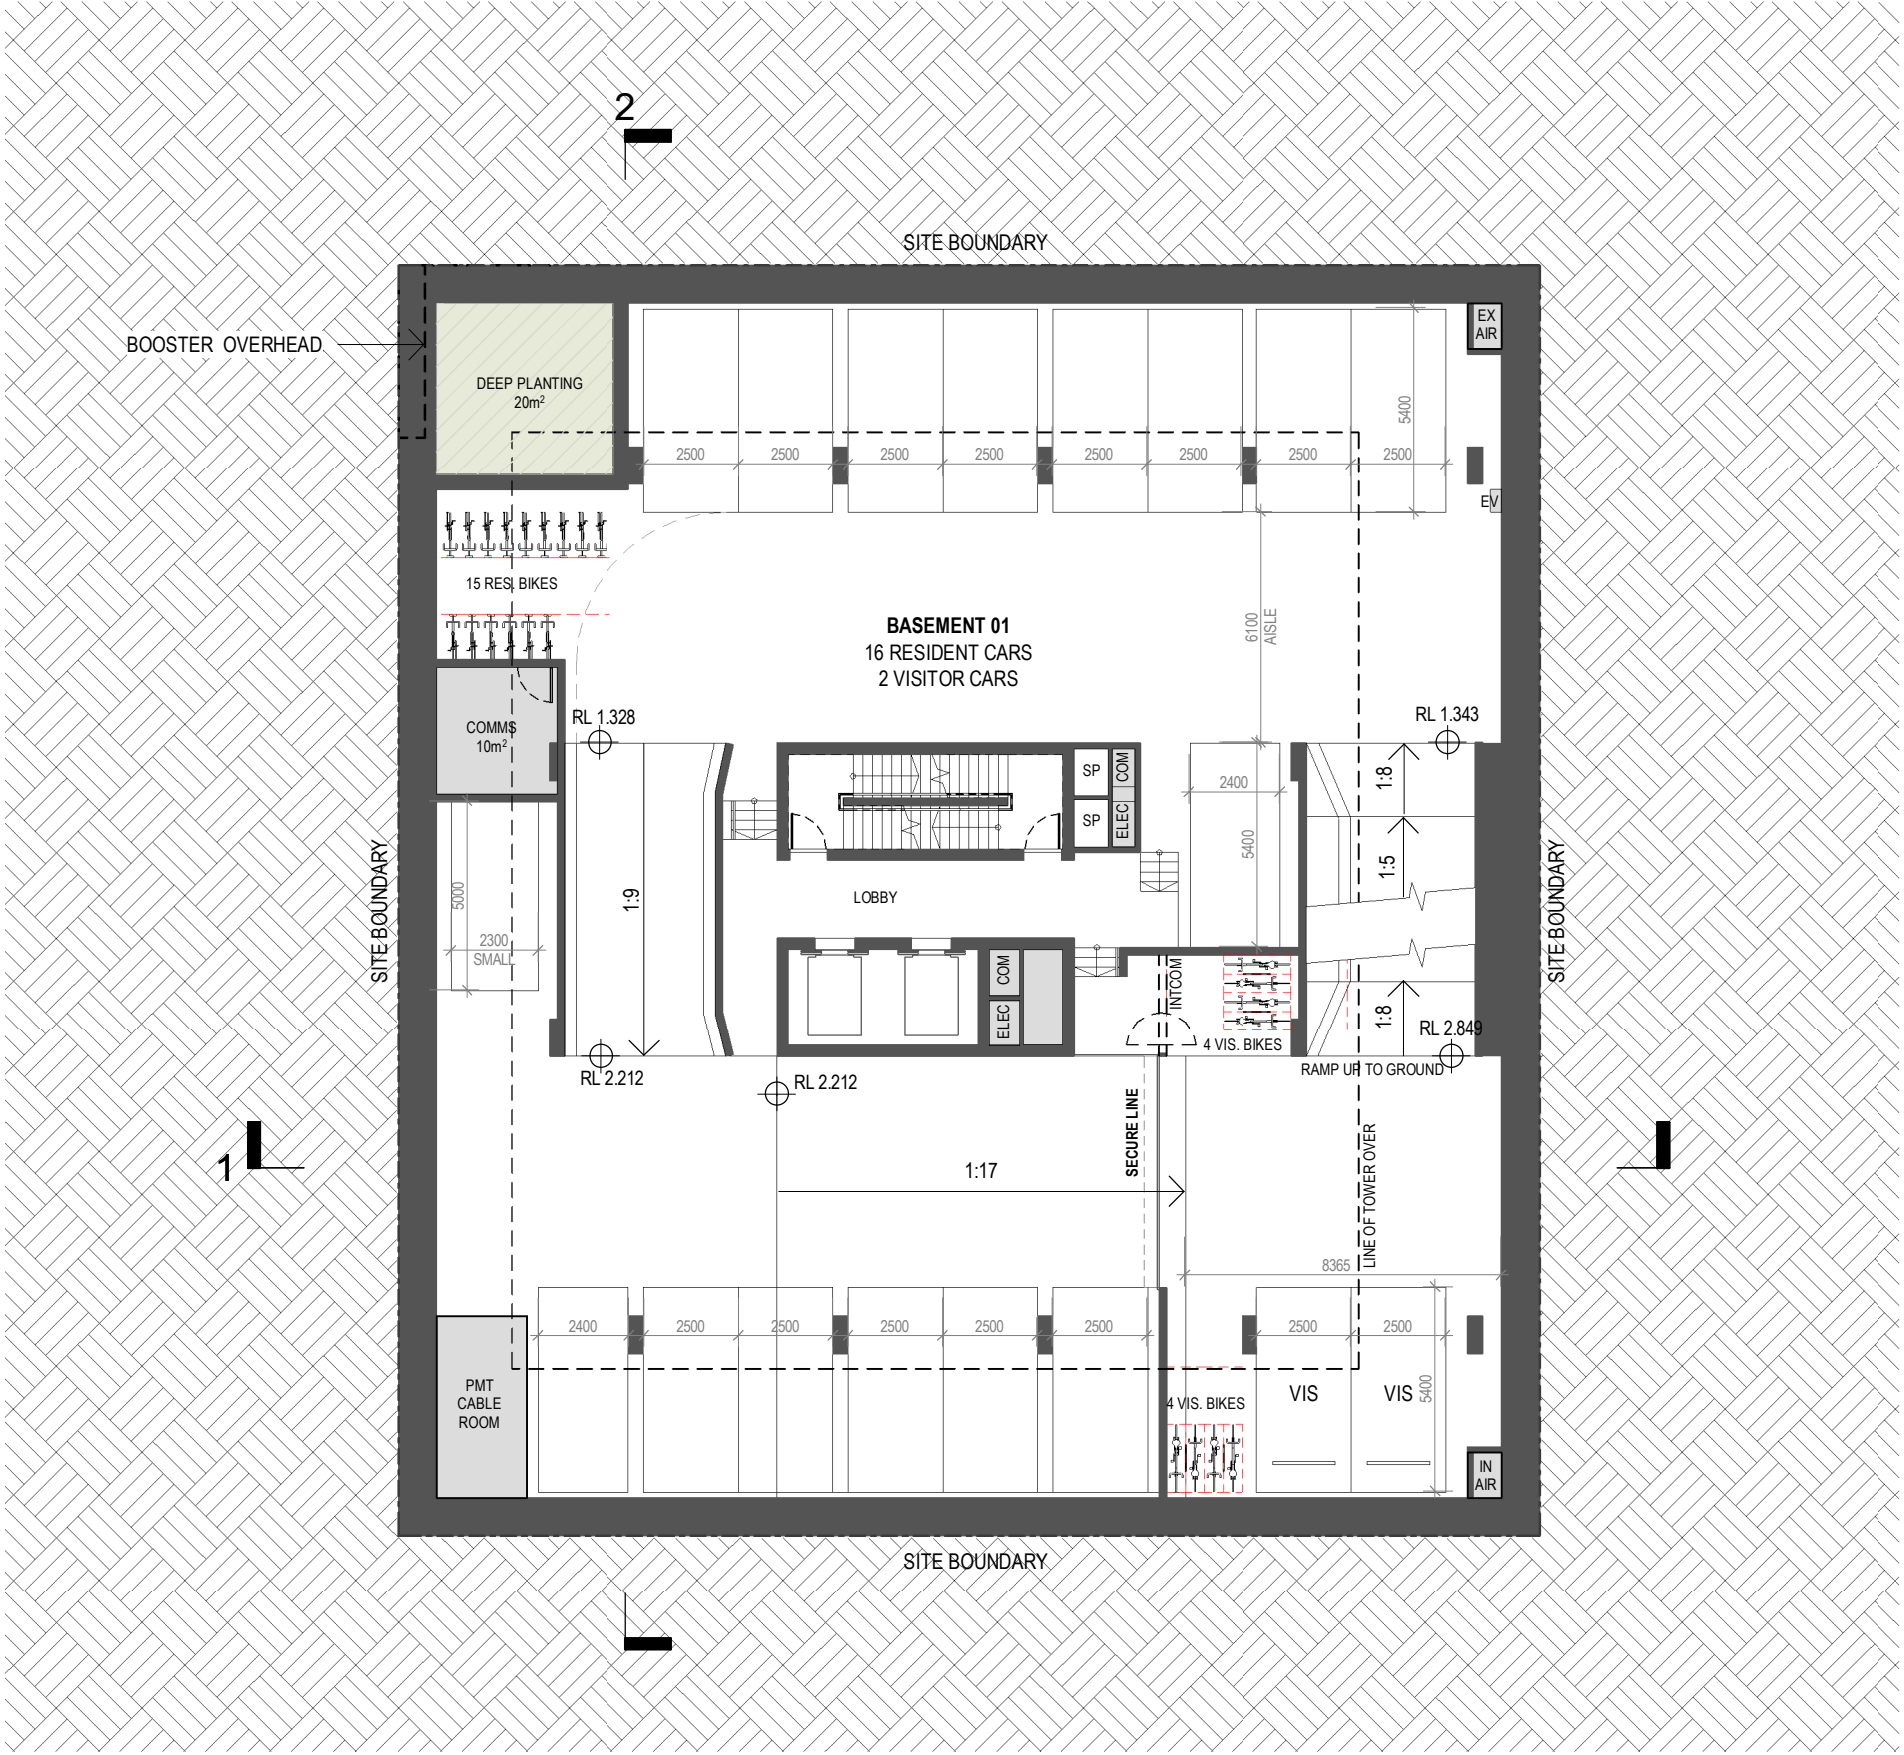 2
SITE BOUNDARY
BOOSTER OVERHEAD
DEEP PLANTING
20m²
EX
AIR
5400
2500
2500
2500
2500
2500
2500
2500
2500
EV
15 RES. BIKES
6100
AISLE
BASEMENT 01
16 RESIDENT CARS
2 VISITOR CARS
COMMS
10m²
RL 1.328
RL 1.343
SP
COM
SP
ELEC
2400
5400
1:8
1:5
1:9
LOBBY
5000
2300
SMALL
SITE BOUNDARY
SITE BOUNDARY
COM
ELEC
INTCOM
4 VIS. BIKES
1:8
RL 2.849
RAMP UP TO GROUND
RL 2.212
RL 2.212
SECURE LINE
1
1:17
LINE OF TOWER OVER
8365
2400
2500
2500
2500
2500
2500
2500
2500
PMT
CABLE
ROOM
4 VIS. BIKES
VIS
VIS
5400
IN
AIR
SITE BOUNDARY